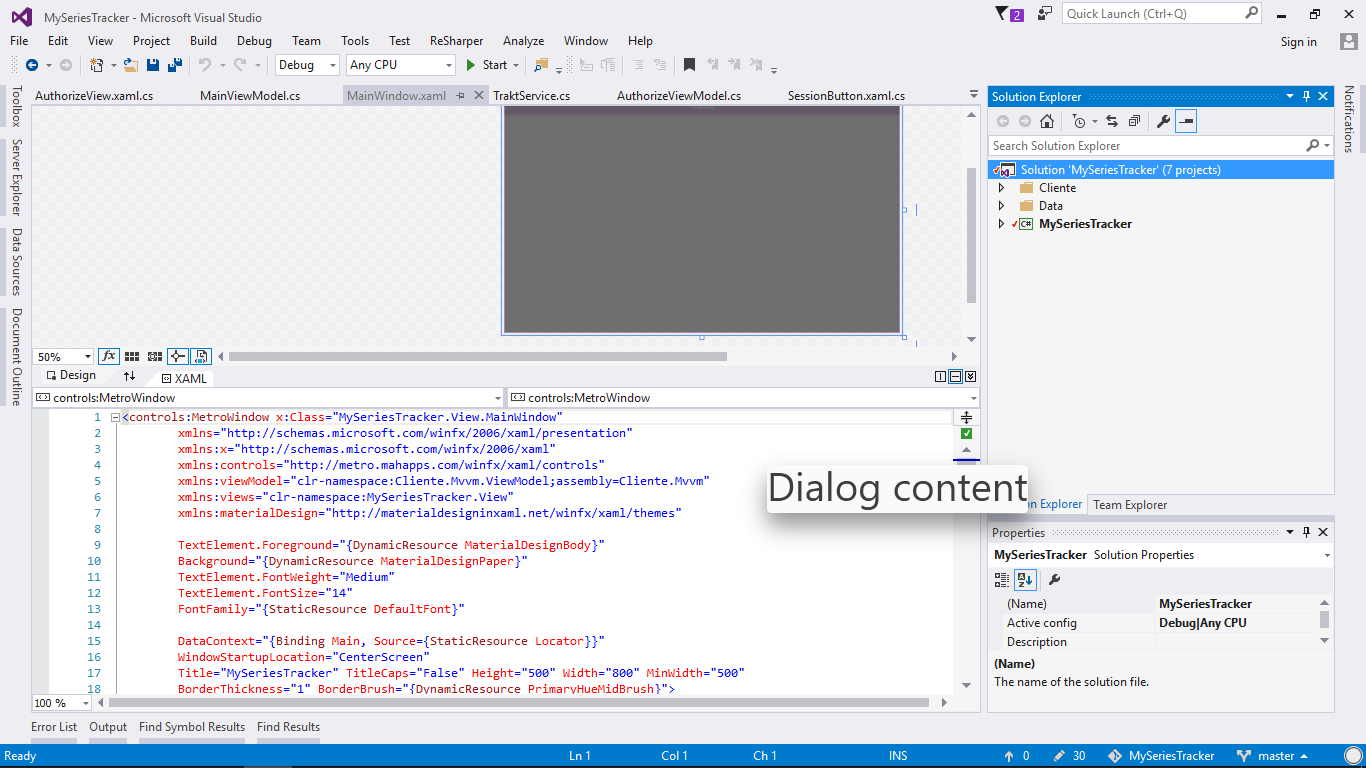 MySeriesTracker - Microsoft Visual Studio
2
Quick Launch (Ctrl+Q)
File Edit View Project Build Debug Team Tools Test ReSharper Analyze Window Help
Sign in
Debug Any CPU Start
Toolbox
Server Explorer
Data Sources
Document Outline
AuthorizeView.xaml.cs MainViewModel.cs MainWindow.xaml TraktService.cs AuthorizeViewModel.cs SessionButton.xaml.cs
50% fx
Design XAML
controls:MetroWindow controls:MetroWindow
1 <controls:MetroWindow x:Class="MySeriesTracker.View.MainWindow"
2 xmlns="http://schemas.microsoft.com/winfx/2006/xaml/presentation"
3 xmlns:x="http://schemas.microsoft.com/winfx/2006/xaml"
4 xmlns:controls="http://metro.mahapps.com/winfx/xaml/controls"
5 xmlns:viewModel="clr-namespace:Cliente.Mvvm.ViewModel;assembly=Cliente.Mvvm"
6 xmlns:views="clr-namespace:MySeriesTracker.View"
7 xmlns:materialDesign="http://materialdesigninxaml.net/winfx/xaml/themes"
8
9 TextElement.Foreground="{DynamicResource MaterialDesignBody}"
10 Background="{DynamicResource MaterialDesignPaper}"
11 TextElement.FontWeight="Medium"
12 TextElement.FontSize="14"
13 FontFamily="{StaticResource DefaultFont}"
14
15 DataContext="{Binding Main, Source={StaticResource Locator}}"
16 WindowStartupLocation="CenterScreen"
17 Title="MySeriesTracker" TitleCaps="False" Height="500" Width="800" MinWidth="500"
18 BorderThickness="1" BorderBrush="{DynamicResource PrimaryHueMidBrush}">
100 %
Dialog content
Solution Explorer
Search Solution Explorer
Solution 'MySeriesTracker' (7 projects)
Cliente
Data
C# MySeriesTracker
Explorer Team Explorer
Notifications
Properties
MySeriesTracker Solution Properties
(Name) MySeriesTracker
Active config Debug|Any CPU
Description
(Name)
The name of the solution file.
Error List Output Find Symbol Results Find Results
Ready Ln 1 Col 1 Ch 1 INS 0 30 MySeriesTracker master